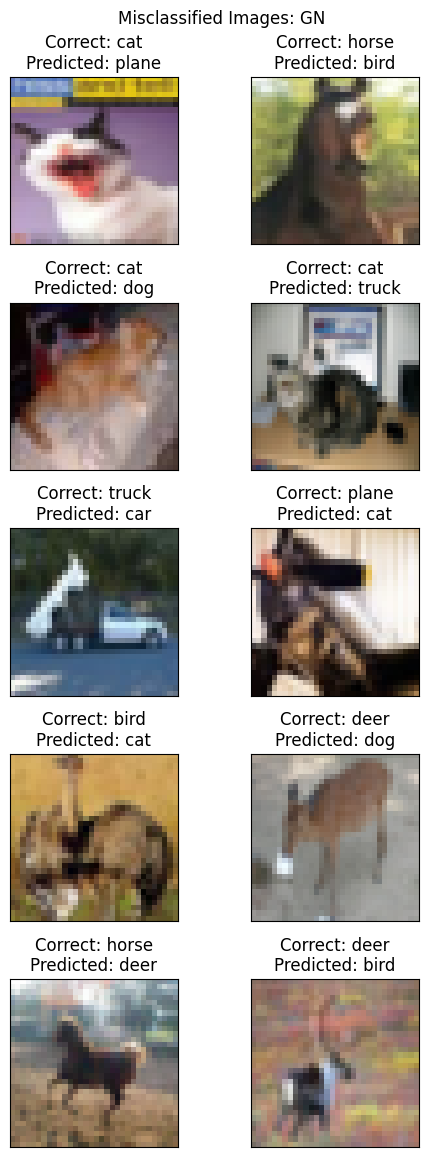 Misclassified Images: GN
Correct: cat
Predicted: plane
Correct: horse
Predicted: bird
Correct: cat
Predicted: dog
Correct: cat
Predicted: truck
Correct: truck
Predicted: car
Correct: plane
Predicted: cat
Correct: bird
Predicted: cat
Correct: deer
Predicted: dog
Correct: horse
Predicted: deer
Correct: deer
Predicted: bird